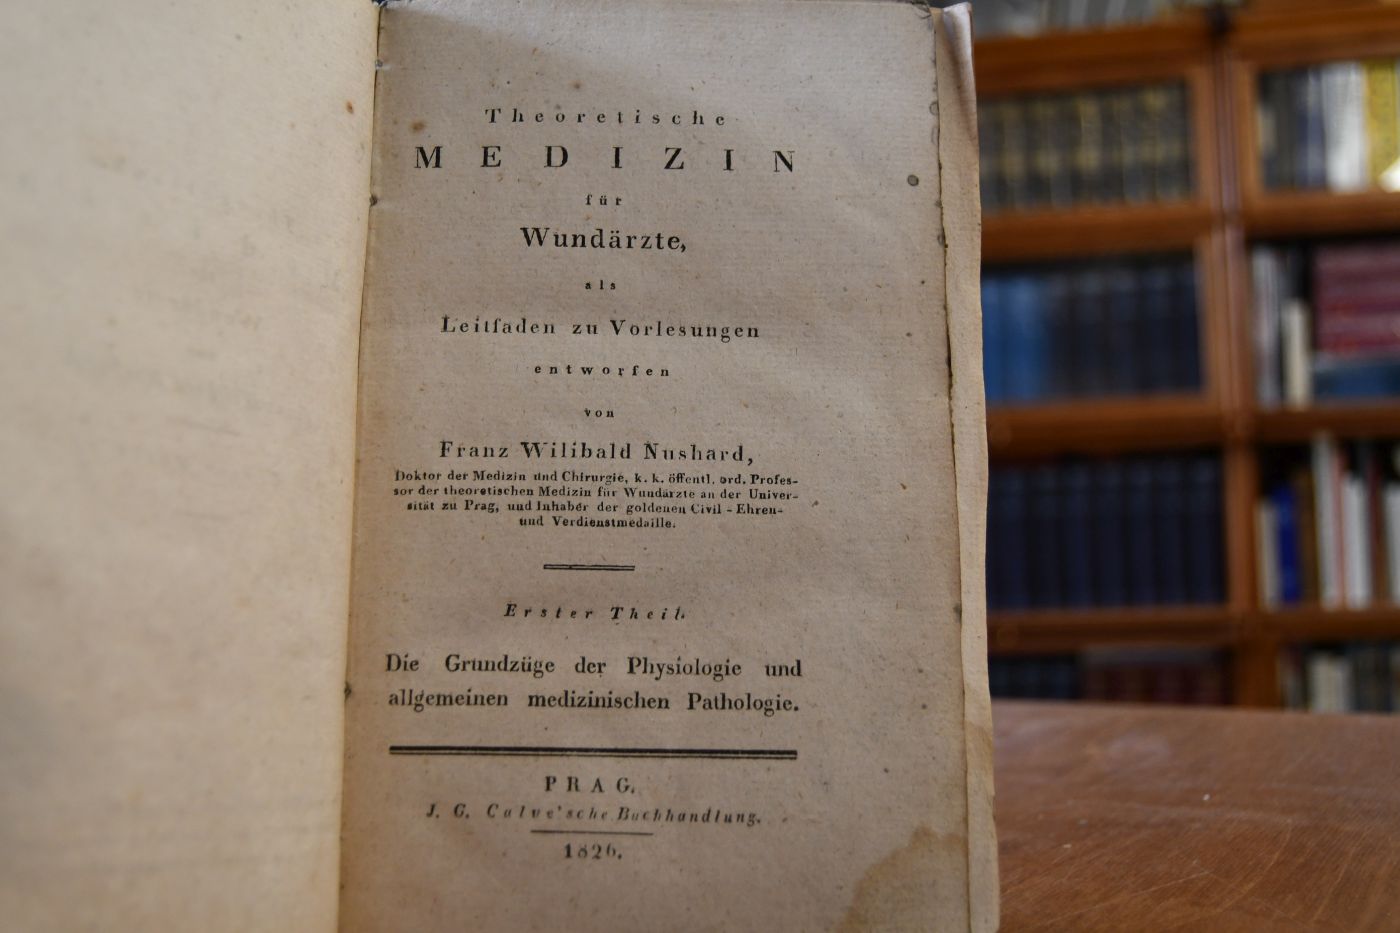 Theoretische
MEDIZIN
für
Wundärzte,
als
Leitfaden zu Vorlesungen
entworfen
von
Franz Wilibald Nushard,
Doktor der Medizin und Chirurgie, k. k. öffentl. ord. Profes-
sor der theoretischen Medizin für Wundärzte an der Univer-
sität zu Prag, und Inhaber der goldenen Civil-Ehren-
und Verdienstmedaille.
Erster Theil.
Die Grundzüge der Physiologie und
allgemeinen medizinischen Pathologie.
PRAG.
J. G. Calve'sche Buchhandlung.
1826.